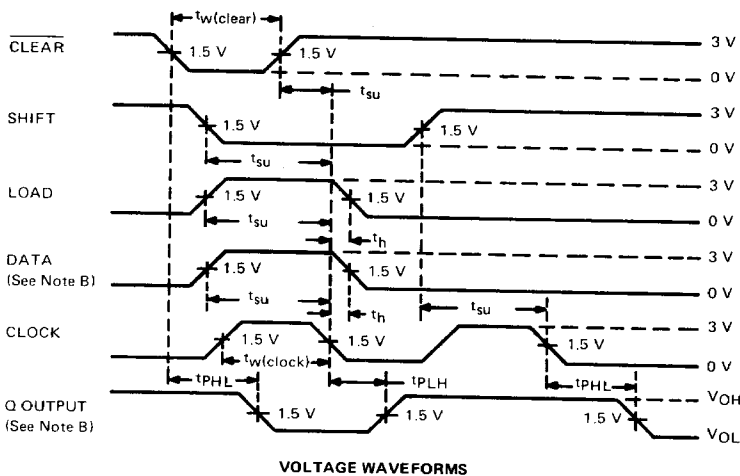 tw(clear)
CLEAR
1.5 V
1.5 V
3 V
0 V
tsu
SHIFT
1.5 V
1.5 V
3 V
0 V
tsu
LOAD
1.5 V
1.5 V
3 V
0 V
tsu
th
DATA
(See Note B)
1.5 V
1.5 V
3 V
0 V
tsu
th
tsu
CLOCK
1.5 V
1.5 V
3 V
0 V
tw(clock)
tPHL
tPLH
tPHL
Q OUTPUT
(See Note B)
1.5 V
1.5 V
1.5 V
VOH
VOL
VOLTAGE WAVEFORMS